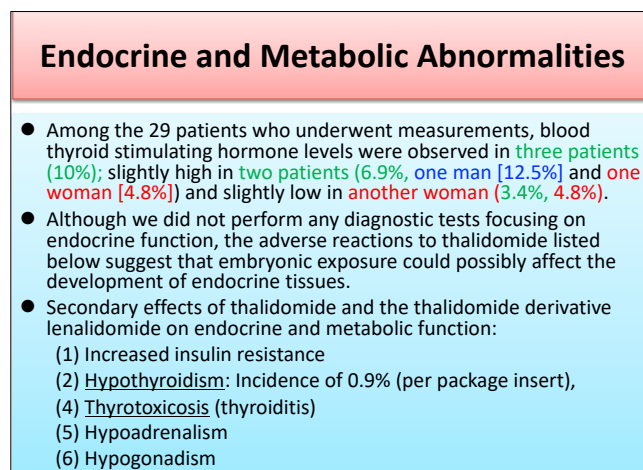 Endocrine and Metabolic Abnormalities
● Among the 29 patients who underwent measurements, blood
thyroid stimulating hormone levels were observed in three patients
(10%); slightly high in two patients (6.9%, one man [12.5%] and one
woman [4.8%]) and slightly low in another woman (3.4%, 4.8%).
● Although we did not perform any diagnostic tests focusing on
endocrine function, the adverse reactions to thalidomide listed
below suggest that embryonic exposure could possibly affect the
development of endocrine tissues.
● Secondary effects of thalidomide and the thalidomide derivative
lenalidomide on endocrine and metabolic function:
(1) Increased insulin resistance
(2) Hypothyroidism: Incidence of 0.9% (per package insert),
(4) Thyrotoxicosis (thyroiditis)
(5) Hypoadrenalism
(6) Hypogonadism